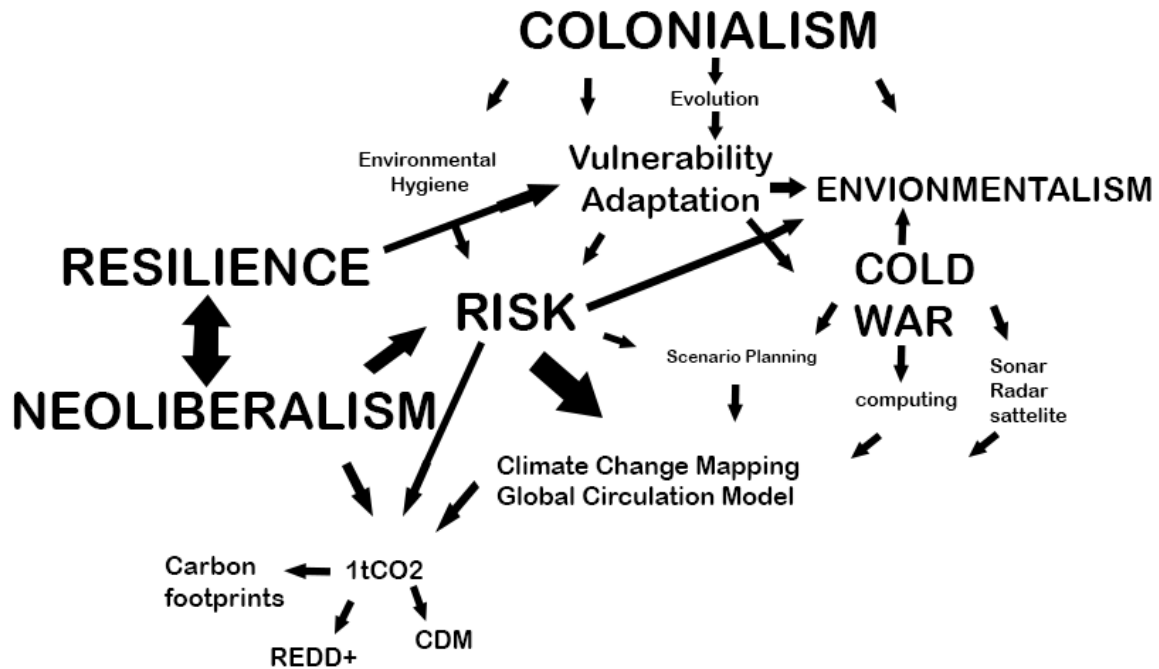 COLONIALISM
Evolution
Environmental
Hygiene
Vulnerability
Adaptation
ENVIONMENTALISM
RESILIENCE
COLD
WAR
RISK
Scenario Planning
NEOLIBERALISM
computing
Sonar
Radar
sattelite
Climate Change Mapping
Global Circulation Model
Carbon
footprints
1tCO2
CDM
REDD+